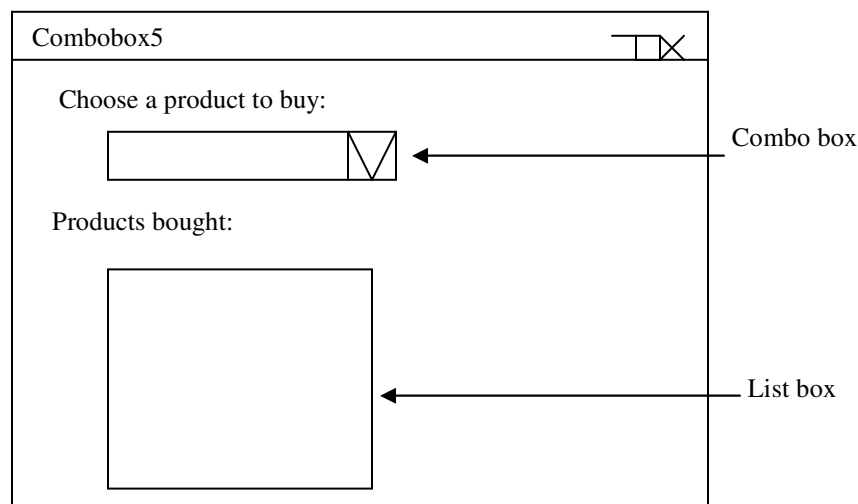 Combobox5
Choose a product to buy:
Combo box
Products bought:
List box